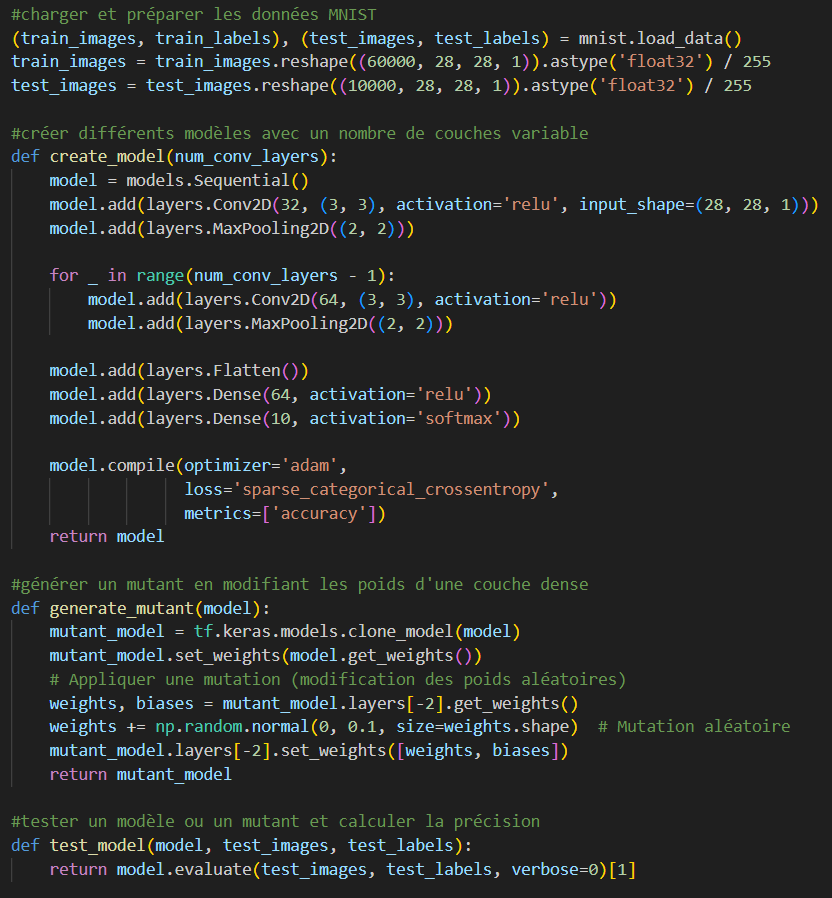 #charger et préparer les données MNIST
(train_images, train_labels), (test_images, test_labels) = mnist.load_data()
train_images = train_images.reshape((60000, 28, 28, 1)).astype('float32') / 255
test_images = test_images.reshape((10000, 28, 28, 1)).astype('float32') / 255

#créer différents modèles avec un nombre de couches variable
def create_model(num_conv_layers):
    model = models.Sequential()
    model.add(layers.Conv2D(32, (3, 3), activation='relu', input_shape=(28, 28, 1)))
    model.add(layers.MaxPooling2D((2, 2)))

    for _ in range(num_conv_layers - 1):
        model.add(layers.Conv2D(64, (3, 3), activation='relu'))
        model.add(layers.MaxPooling2D((2, 2)))

    model.add(layers.Flatten())
    model.add(layers.Dense(64, activation='relu'))
    model.add(layers.Dense(10, activation='softmax'))

    model.compile(optimizer='adam',
                  loss='sparse_categorical_crossentropy',
                  metrics=['accuracy'])
    return model

#générer un mutant en modifiant les poids d'une couche dense
def generate_mutant(model):
    mutant_model = tf.keras.models.clone_model(model)
    mutant_model.set_weights(model.get_weights())
    # Appliquer une mutation (modification des poids aléatoires)
    weights, biases = mutant_model.layers[-2].get_weights()
    weights += np.random.normal(0, 0.1, size=weights.shape)  # Mutation aléatoire
    mutant_model.layers[-2].set_weights([weights, biases])
    return mutant_model

#tester un modèle ou un mutant et calculer la précision
def test_model(model, test_images, test_labels):
    return model.evaluate(test_images, test_labels, verbose=0)[1]